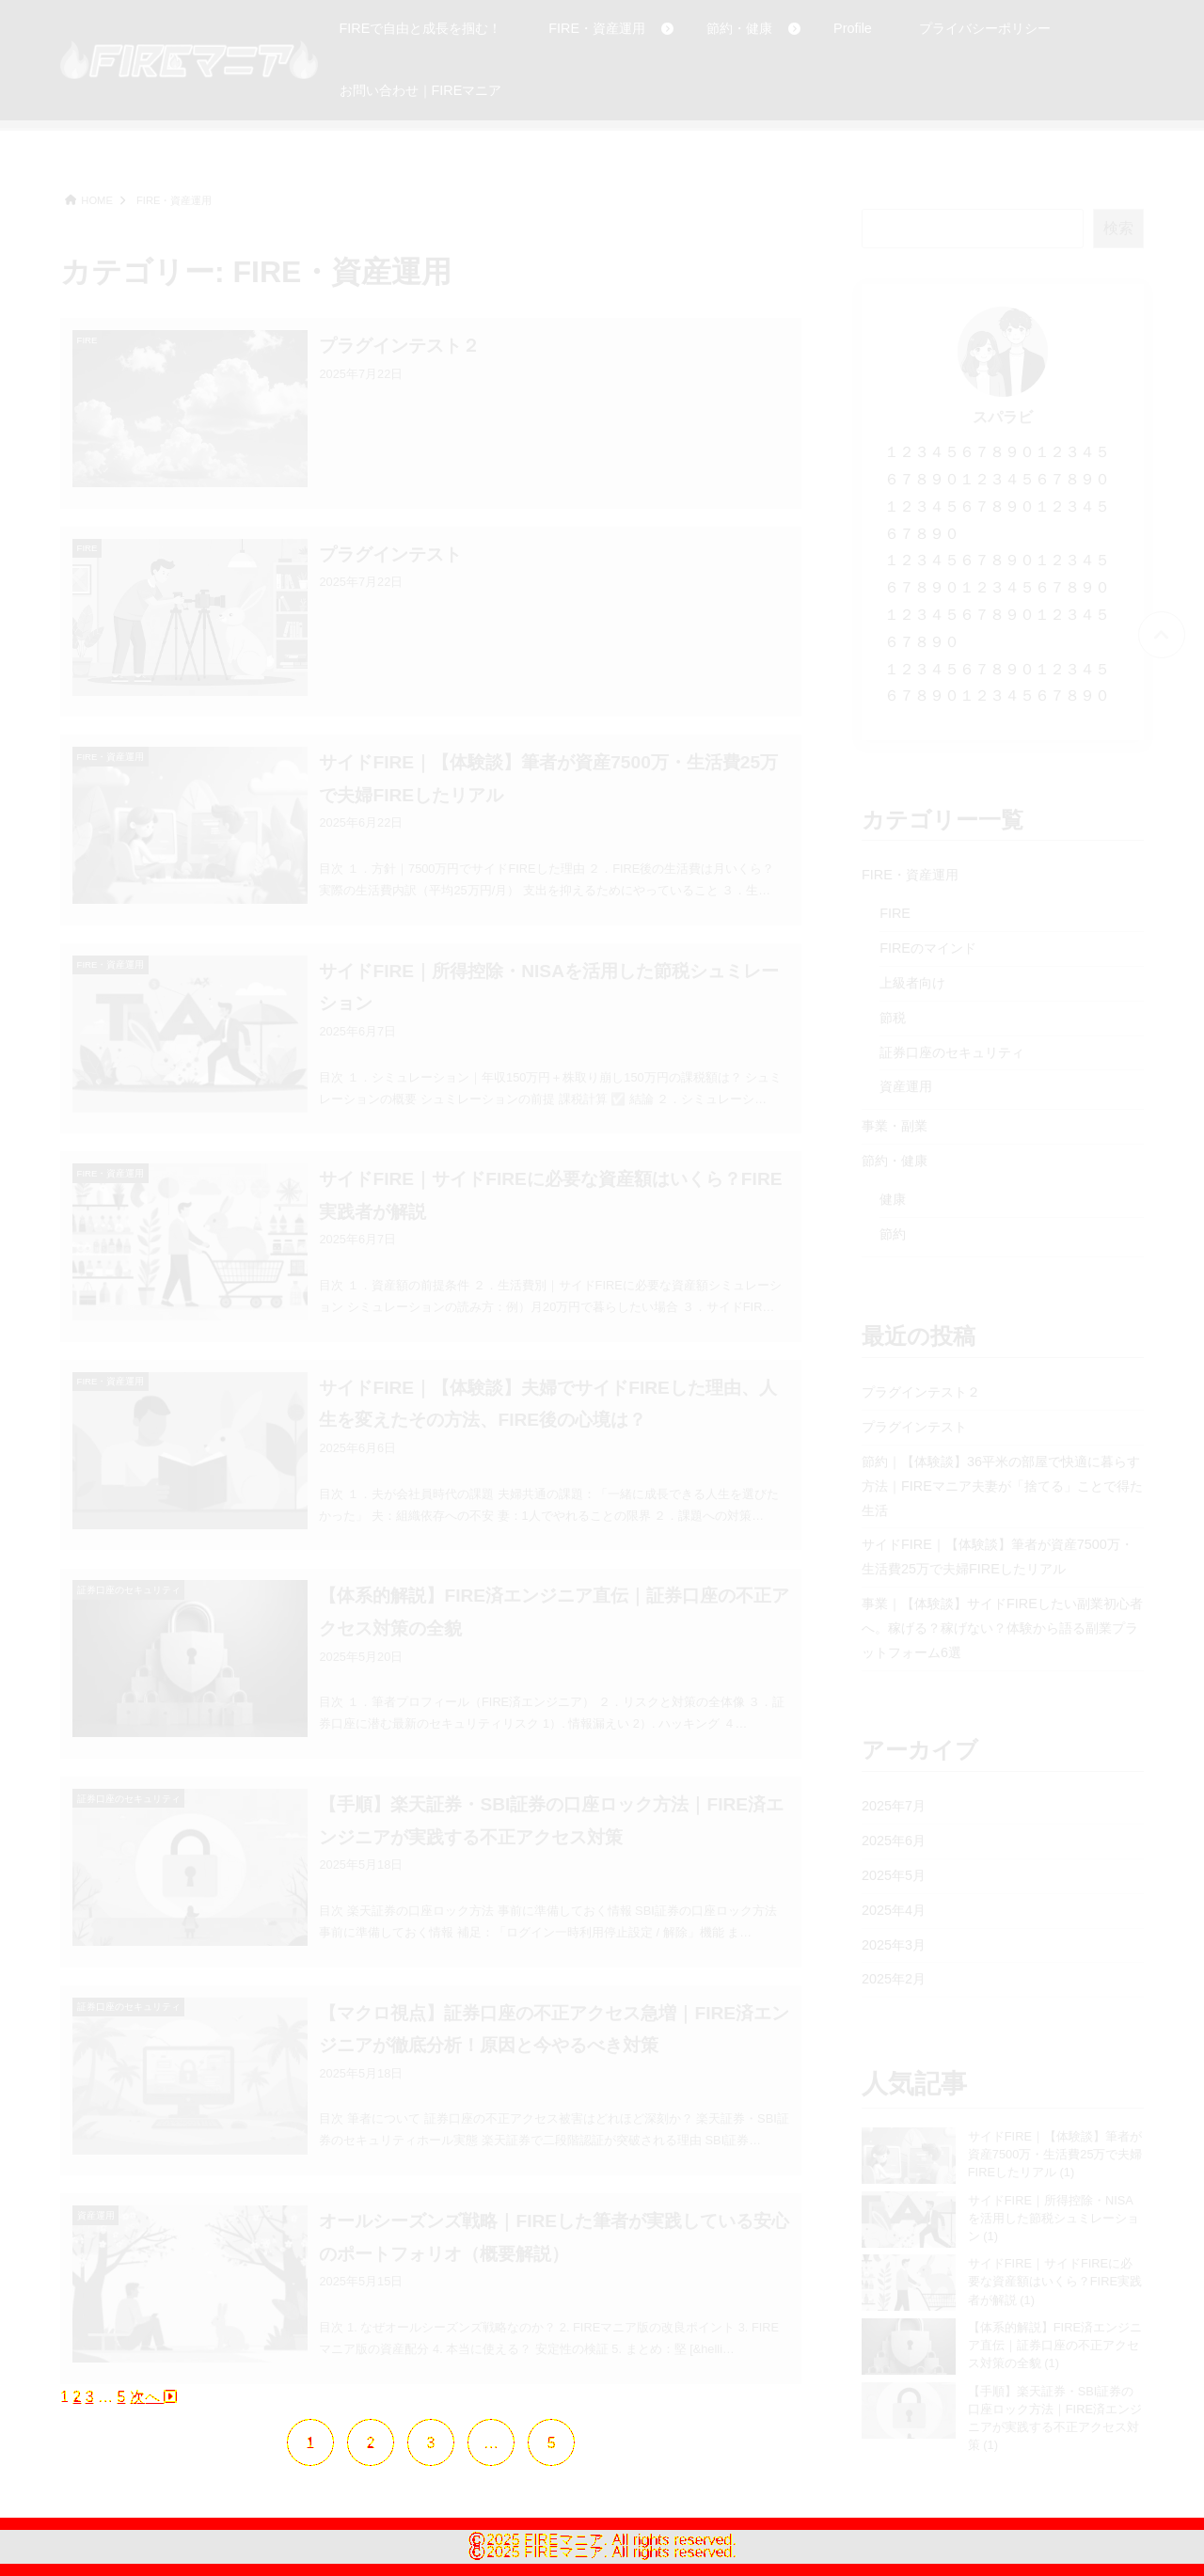 FIREマニア
FIREで自由と成長を掴む！
FIRE・資産運用
節約・健康
Profile
プライバシーポリシー
お問い合わせ｜FIREマニア
HOME
FIRE・資産運用
カテゴリー: FIRE・資産運用
FIRE
プラグインテスト２
2025年7月22日
FIRE
プラグインテスト
2025年7月22日
FIRE・資産運用
サイドFIRE｜【体験談】筆者が資産7500万・生活費25万
で夫婦FIREしたリアル
2025年6月22日
目次 １．方針｜7500万円でサイドFIREした理由 ２．FIRE後の生活費は月いくら？
実際の生活費内訳（平均25万円/月） 支出を抑えるためにやっていること ３．生…
FIRE・資産運用
サイドFIRE｜所得控除・NISAを活用した節税シュミレー
ション
2025年6月7日
目次 １．シミュレーション｜年収150万円＋株取り崩し150万円の課税額は？ シュミ
レーションの概要 シュミレーションの前提 課税計算 ✅ 結論 ２．シミュレーシ…
FIRE・資産運用
サイドFIRE｜サイドFIREに必要な資産額はいくら？FIRE
実践者が解説
2025年6月7日
目次 １．資産額の前提条件 ２．生活費別｜サイドFIREに必要な資産額シミュレーシ
ョン シミュレーションの読み方：例）月20万円で暮らしたい場合 ３．サイドFIR…
FIRE・資産運用
サイドFIRE｜【体験談】夫婦でサイドFIREした理由、人
生を変えたその方法、FIRE後の心境は？
2025年6月6日
目次 １．夫が会社員時代の課題 夫婦共通の課題：「一緒に成長できる人生を選びた
かった」 夫：組織依存への不安 妻：1人でやれることの限界 ２．課題への対策…
証券口座のセキュリティ
【体系的解説】FIRE済エンジニア直伝｜証券口座の不正ア
クセス対策の全貌
2025年5月20日
目次 １．筆者プロフィール（FIRE済エンジニア） ２．リスクと対策の全体像 ３．証
券口座に潜む最新のセキュリティリスク 1）. 情報漏えい 2）. ハッキング ４…
証券口座のセキュリティ
【手順】楽天証券・SBI証券の口座ロック方法｜FIRE済エ
ンジニアが実践する不正アクセス対策
2025年5月18日
目次 楽天証券の口座ロック方法 事前に準備しておく情報 SBI証券の口座ロック方法
事前に準備しておく情報 補足：「ログイン一時利用停止設定 / 解除」機能 ま…
証券口座のセキュリティ
【マクロ視点】証券口座の不正アクセス急増｜FIRE済エン
ジニアが徹底分析！原因と今やるべき対策
2025年5月18日
目次 筆者について 証券口座の不正アクセス被害はどれほど深刻か？ 楽天証券・SBI証
券のセキュリティホール実態 楽天証券で二段階認証が突破される理由 SBI証券…
資産運用
オールシーズンズ戦略｜FIREした筆者が実践している安心
のポートフォリオ（概要解説）
2025年5月15日
目次 1. なぜオールシーズンズ戦略なのか？ 2. FIREマニア版の改良ポイント 3. FIRE
マニア版の資産配分 4. 本当に使える？ 安定性の検証 5. まとめ：堅 [&helli…
1 2 3 … 5 次へ
1 2 3 … 5
検索
スバラビ
１２３４５６７８９０１２３４５
６７８９０１２３４５６７８９０
１２３４５６７８９０１２３４５
６７８９０
１２３４５６７８９０１２３４５
６７８９０１２３４５６７８９０
１２３４５６７８９０１２３４５
６７８９０
１２３４５６７８９０１２３４５
６７８９０１２３４５６７８９０
カテゴリー一覧
FIRE・資産運用
FIRE
FIREのマインド
上級者向け
節税
証券口座のセキュリティ
資産運用
事業・副業
節約・健康
健康
節約
最近の投稿
プラグインテスト２
プラグインテスト
節約｜【体験談】36平米の部屋で快適に暮らす
方法｜FIREマニア夫妻が「捨てる」ことで得た
生活
サイドFIRE｜【体験談】筆者が資産7500万・
生活費25万で夫婦FIREしたリアル
事業｜【体験談】サイドFIREしたい副業初心者
へ。稼げる？稼げない？体験から語る副業プラ
ットフォーム6選
アーカイブ
2025年7月
2025年6月
2025年5月
2025年4月
2025年3月
2025年2月
人気記事
サイドFIRE｜【体験談】筆者が
資産7500万・生活費25万で夫婦
FIREしたリアル (1)
サイドFIRE｜所得控除・NISA
を活用した節税シュミレーショ
ン (1)
サイドFIRE｜サイドFIREに必
要な資産額はいくら？FIRE実践
者が解説 (1)
【体系的解説】FIRE済エンジニ
ア直伝｜証券口座の不正アクセ
ス対策の全貌 (1)
【手順】楽天証券・SBI証券の
口座ロック方法｜FIRE済エンジ
ニアが実践する不正アクセス対
策 (1)
©2025 FIREマニア. All rights reserved.
©2025 FIREマニア. All rights reserved.